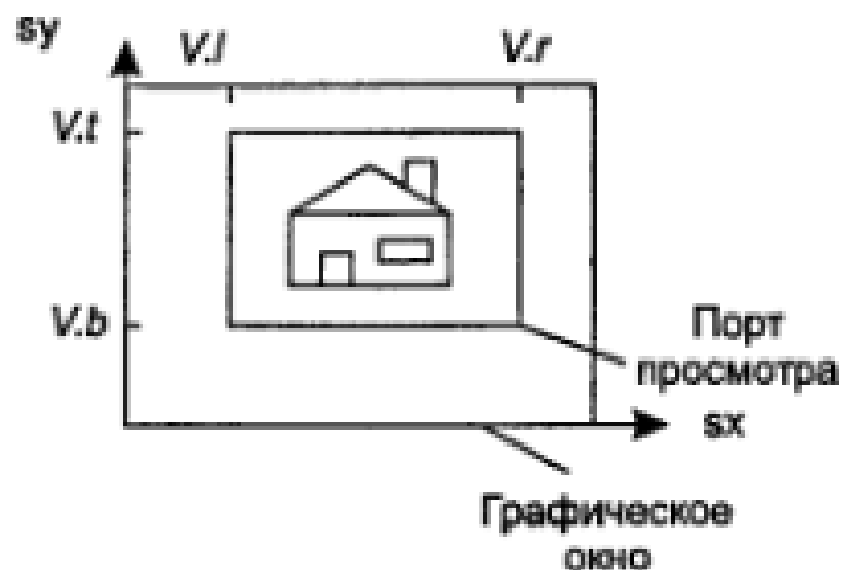 sy
V.l
V.r
V.t
V.b
Порт
просмотра
sx
Графическое
окно